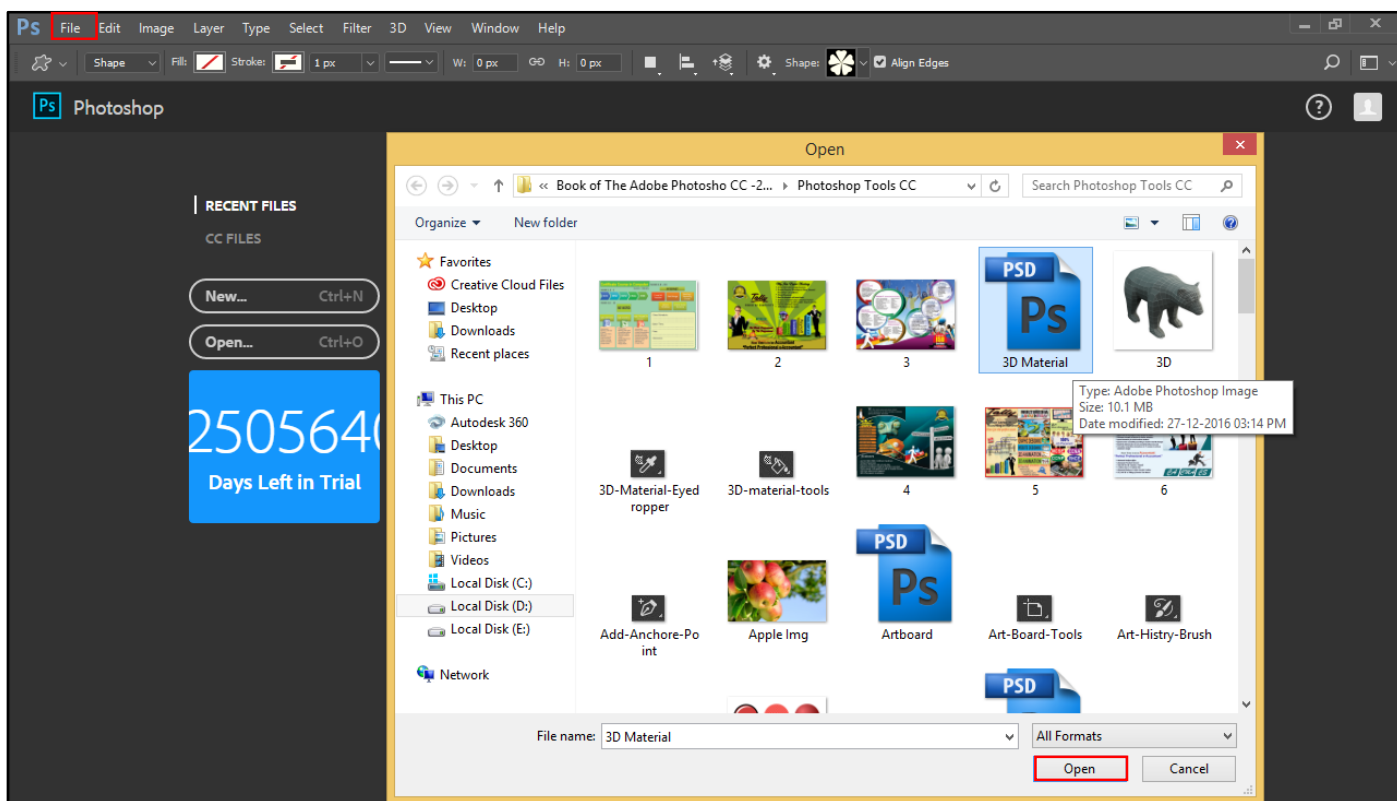 Ps File Edit Image Layer Type Select Filter 3D View Window Help
Shape Fill: Stroke: 1 px W: 0 px H: 0 px Shape: Align Edges
Ps Photoshop
Open
« Book of The Adobe Photosho CC -2... Photoshop Tools CC Search Photoshop Tools CC
Organize New folder
RECENT FILES
CC FILES
New... Ctrl+N
Open... Ctrl+O
2505640
Days Left in Trial
Favorites
Creative Cloud Files
Desktop
Downloads
Recent places
This PC
Autodesk 360
Desktop
Documents
Downloads
Music
Pictures
Videos
Local Disk (C:)
Local Disk (D:)
Local Disk (E:)
Network
PSD
Ps
1 2 3 3D Material 3D
Type: Adobe Photoshop Image
Size: 10.1 MB
Date modified: 27-12-2016 03:14 PM
3D-Material-Eyed
ropper
3D-material-tools 4 5 6
PSD
Ps
Add-Anchore-Po
int
Apple Img Artboard Art-Board-Tools Art-Histry-Brush
PSD
File name: 3D Material All Formats
Open Cancel